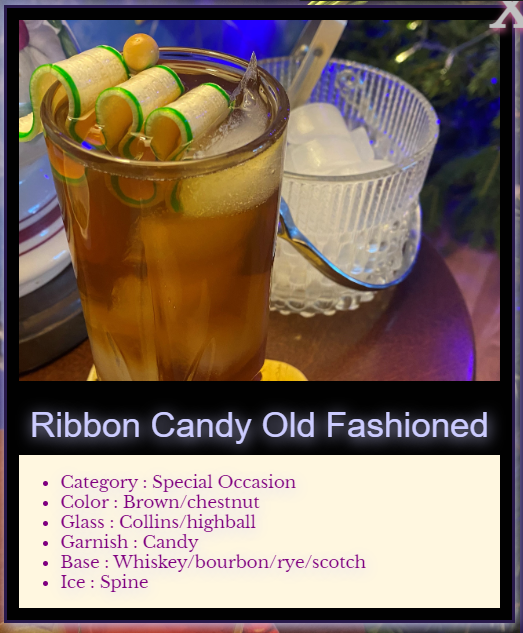 X
Ribbon Candy Old Fashioned
Category : Special Occasion
Color : Brown/chestnut
Glass : Collins/highball
Garnish : Candy
Base : Whiskey/bourbon/rye/scotch
Ice : Spine